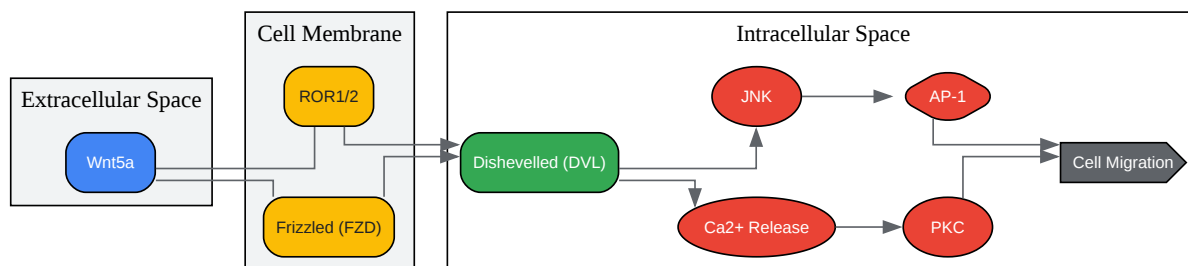 Extracellular Space
Wnt5a
Cell Membrane
ROR1/2
Frizzled (FZD)
Intracellular Space
Dishevelled (DVL)
JNK
AP-1
Ca2+ Release
PKC
Cell Migration